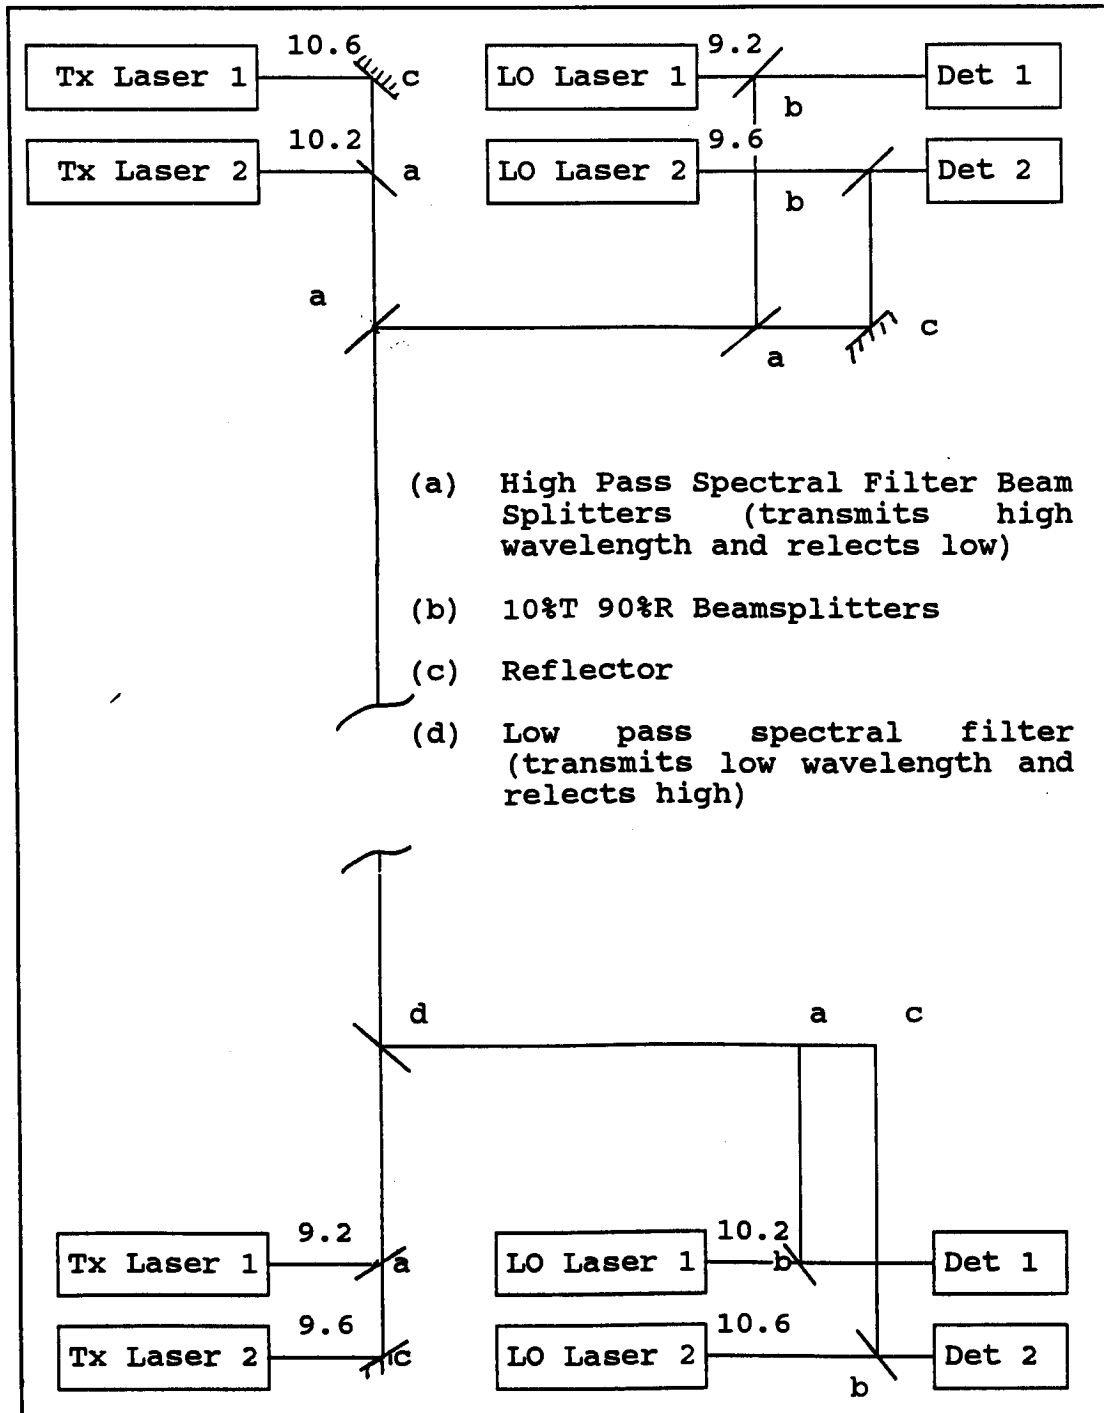 10.6 9.2
Tx Laser 1 c LO Laser 1 Det 1
b
10.2 9.6
Tx Laser 2 a LO Laser 2 Det 2
b
a
c
a
(a) High Pass Spectral Filter Beam
Splitters (transmits high
wavelength and relects low)
(b) 10%T 90%R Beamsplitters
(c) Reflector
(d) Low pass spectral filter
(transmits low wavelength and
relects high)
d a c
9.2 10.2
Tx Laser 1 a LO Laser 1 b Det 1
9.6 10.6
Tx Laser 2 c LO Laser 2 Det 2
b